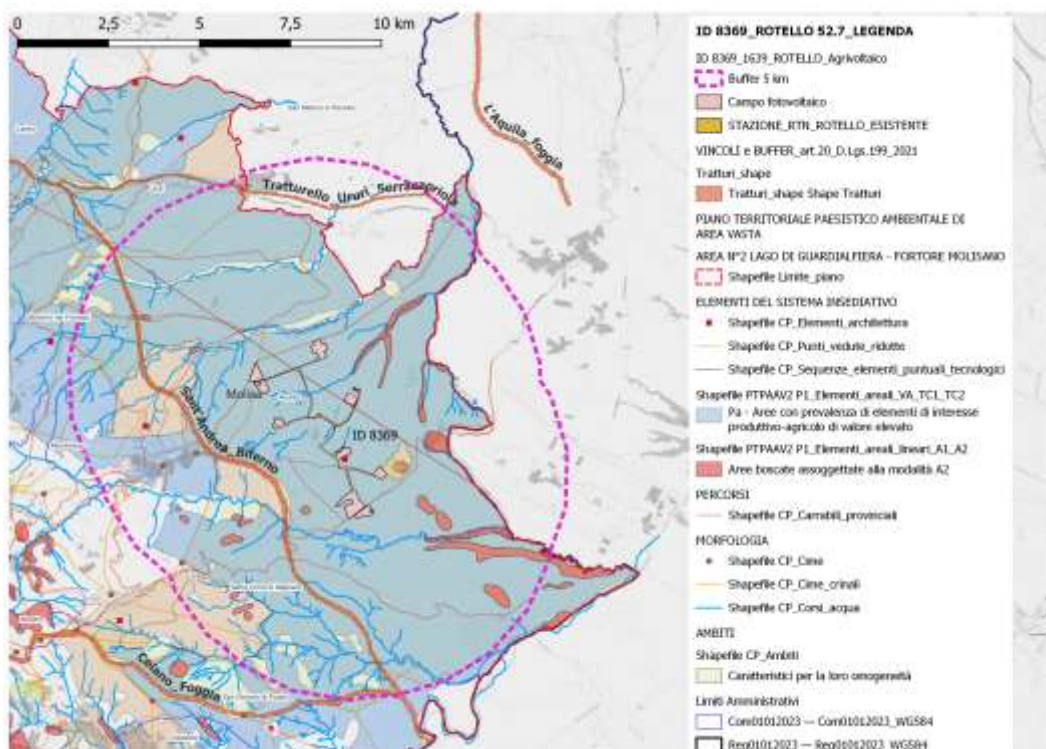 0 2,5 5 7,5 10 km
L'Aquila_foggia
Tratturello_Ururi_Serracapriola
Molise
ID 8369
Sant'Andrea_Biferno
Celano_Foggia
ID 8369_ROTELLO 52.7_LEGENDA
ID 8369_1639_ROTELLO_Agrivoltaico
Buffer 5 km
Campo fotovoltaico
STAZIONE_RTN_ROTELLO_ESISTENTE
VINCOLI e BUFFER_art.20_D.Lgs.199_2021
Tratturi_shape
Tratturi_shape Shape Tratturi
PIANO TERRITORIALE PAESISTICO AMBIENTALE DI
AREA VASTA
AREA N°2 LAGO DI GUARDIALFIERA - FORTORE MOLISANO
Shapefile Limite_piano
ELEMENTI DEL SISTEMA INSEDIATIVO
Shapefile CP_Elementi_architettura
Shapefile CP_Punti_vedute_ridotte
Shapefile CP_Sequenze_elementi_puntuali_tecnologici
Shapefile PTPAAV2 P1_Elementi_areali_VA_TC1_TC2
Pa - Aree con prevalenza di elementi di interesse
produttivo-agricolo di valore elevato
Shapefile PTPAAV2 P1_Elementi_areali_lineari_A1_A2
Aree boscate assoggettate alla modalità A2
PERCORSI
Shapefile CP_Carrabili_provinciali
MORFOLOGIA
Shapefile CP_Cime
Shapefile CP_Cime_crinali
Shapefile CP_Corsi_acqua
AMBITI
Shapefile CP_Ambiti
Caratteristici per la loro omogeneità
Limiti Amministrativi
Com01012023 — Com01012023_WGS84
Reg01012023 — Reg01012023_WGS84